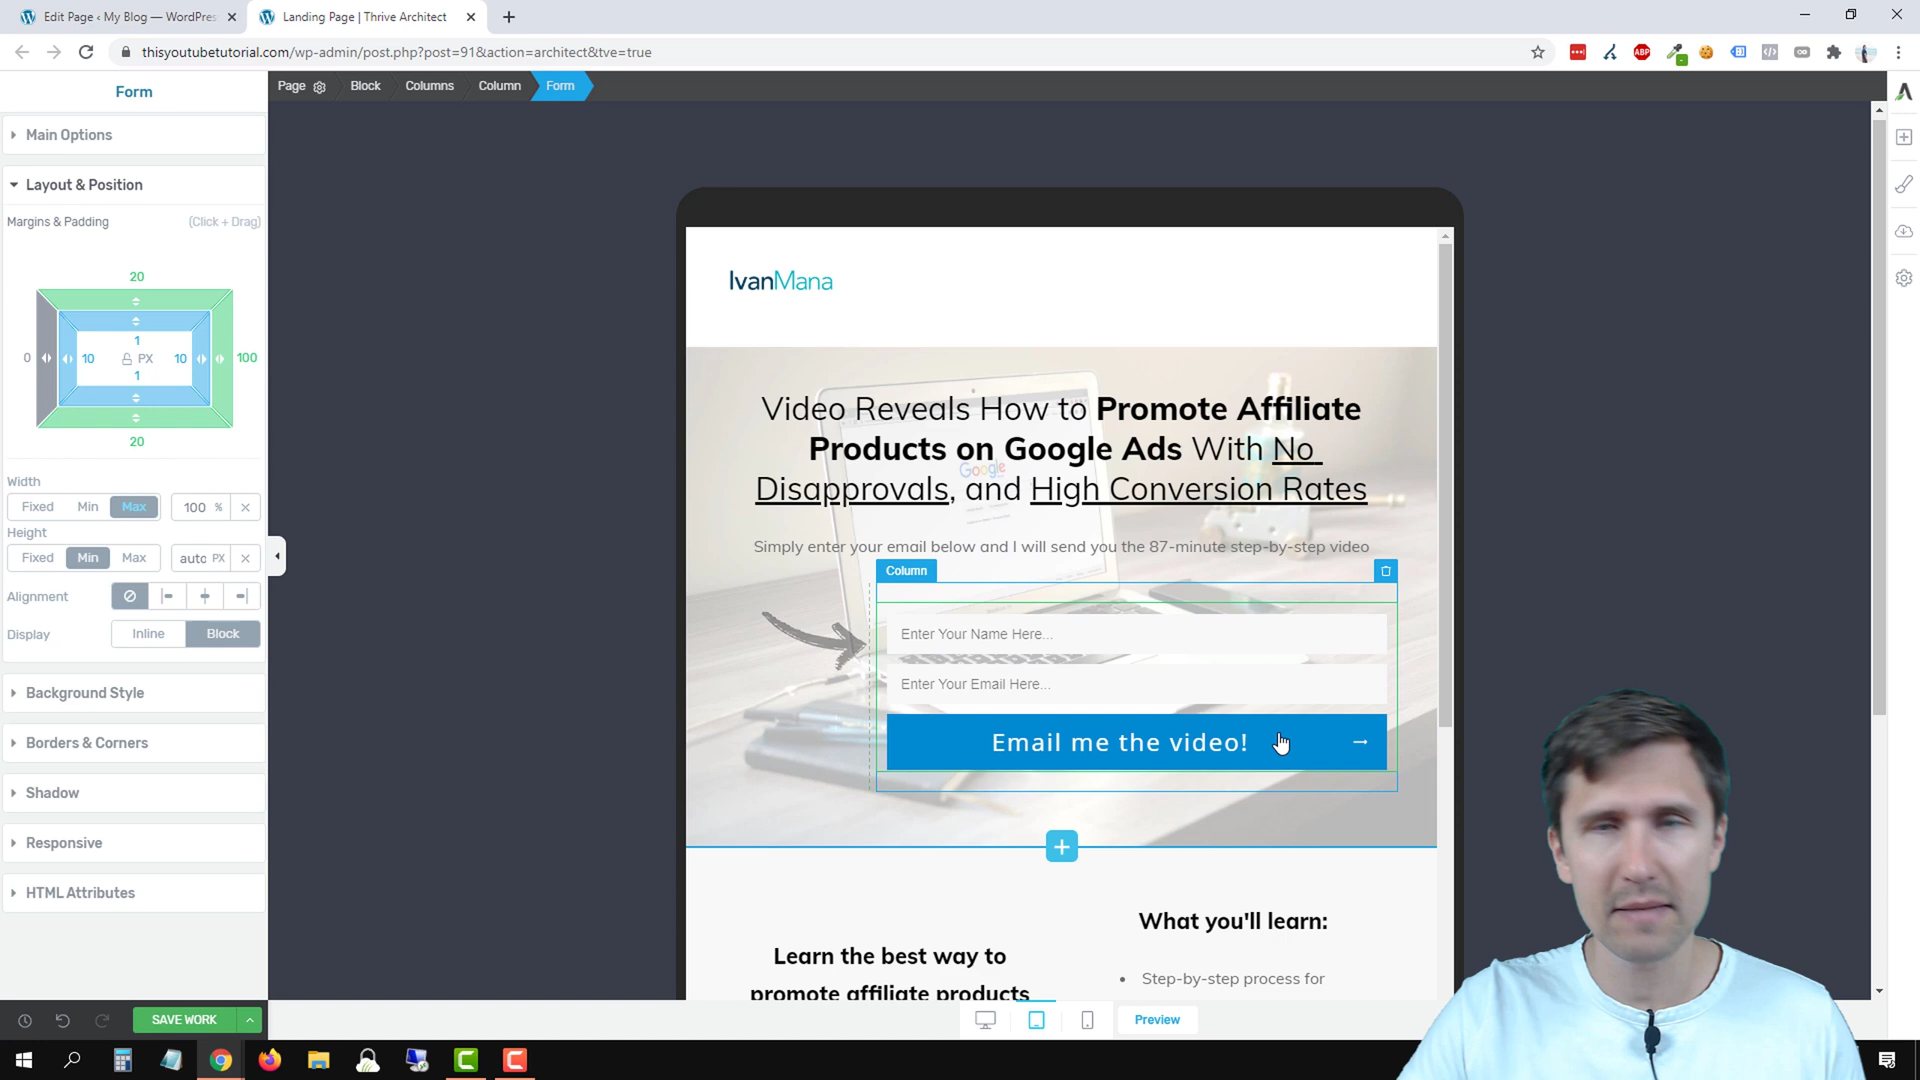 Edit Page ‹ My Blog — WordPres
Landing Page | Thrive Architect
thisyoutubetutorial.com/wp-admin/post.php?post=91&action=architect&tve=true
ABP
Form
Page
Block
Columns
Column
Form
Main Options
Layout & Position
Margins & Padding
(Click + Drag)
20
1
0
10
PX
10
100
1
20
Width
Fixed
Min
Max
100
%
Height
Fixed
Min
Max
auto
PX
Alignment
Display
Inline
Block
Background Style
Borders & Corners
Shadow
Responsive
HTML Attributes
SAVE WORK
IvanMana
Video Reveals How to Promote Affiliate
Products on Google Ads With No
Disapprovals, and High Conversion Rates
Google
Simply enter your email below and I will send you the 87-minute step-by-step video
Column
Enter Your Name Here...
Enter Your Email Here...
Email me the video!
What you'll learn:
Learn the best way to
promote affiliate products
• Step-by-step process for
Preview